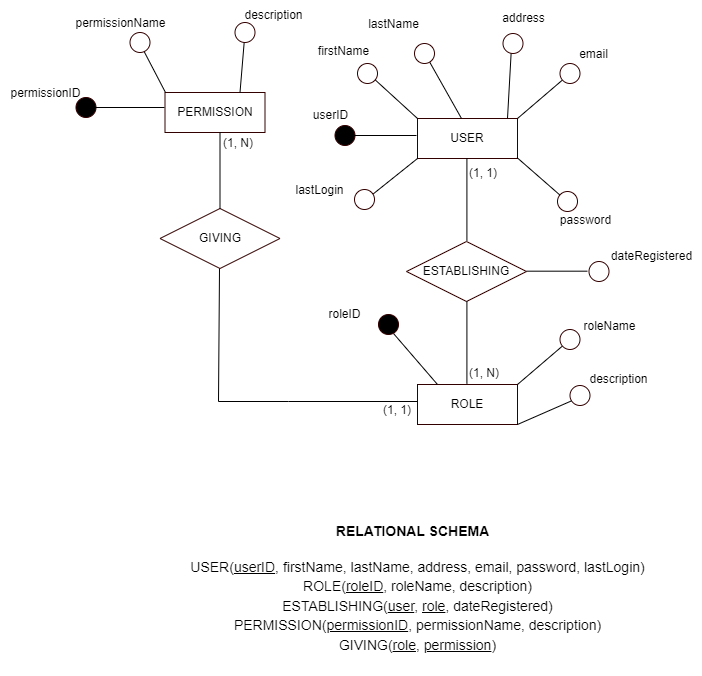 permissionName
description
permissionID
PERMISSION
(1, N)
GIVING
lastName
address
firstName
email
userID
USER
lastLogin
(1, 1)
password
ESTABLISHING
dateRegistered
roleID
roleName
(1, N)
description
(1, 1)
ROLE
RELATIONAL SCHEMA
USER(userID, firstName, lastName, address, email, password, lastLogin)
ROLE(roleID, roleName, description)
ESTABLISHING(user, role, dateRegistered)
PERMISSION(permissionID, permissionName, description)
GIVING(role, permission)